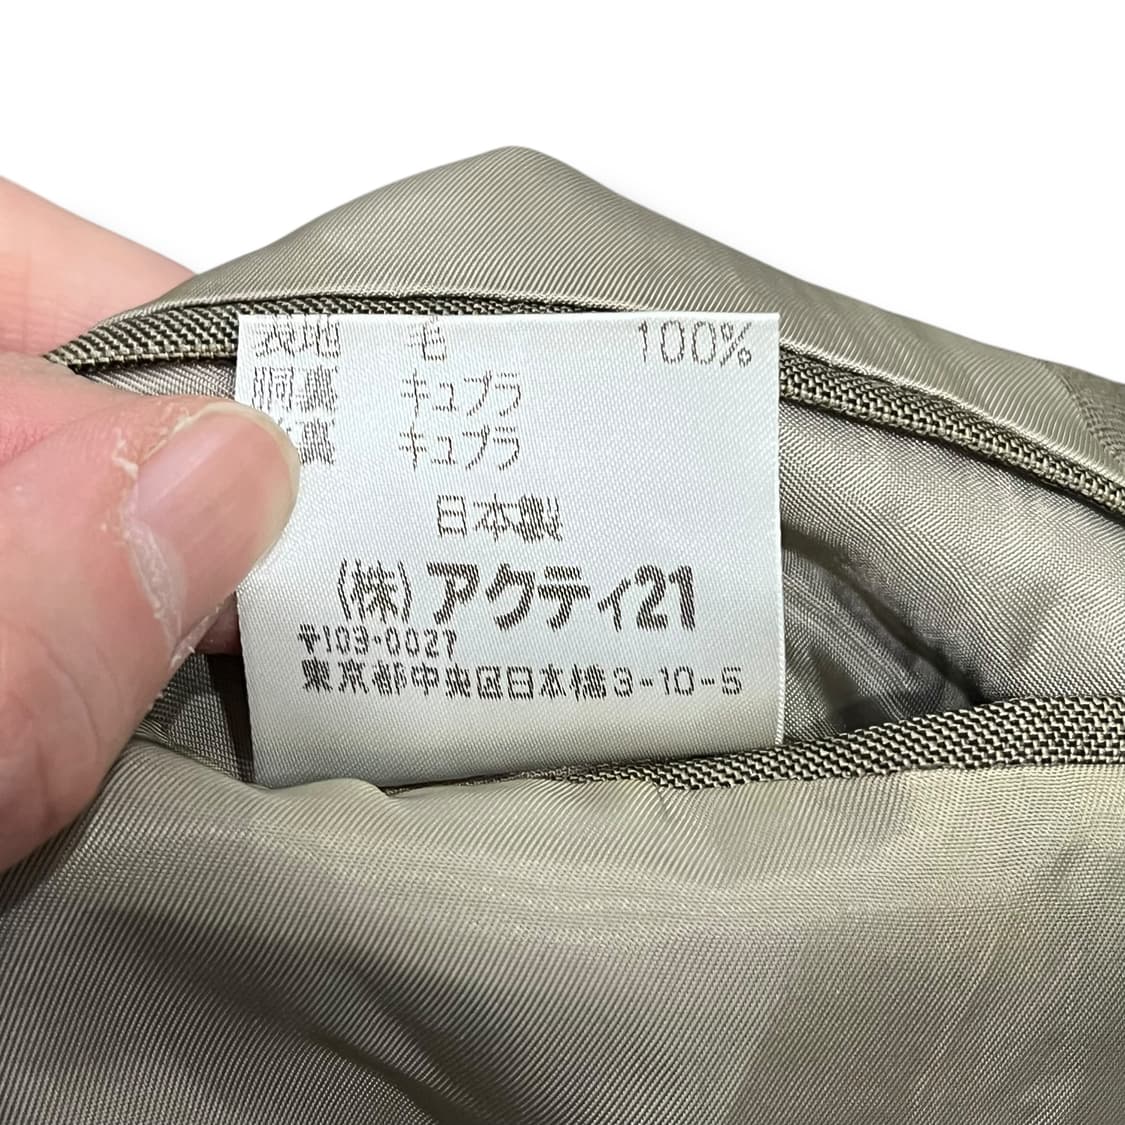 表地 毛 100%
胴裏 キュプラ
裏 キュプラ
日本製
(株)アクティ21
〒103-0027
東京都中央区日本橋3-10-5